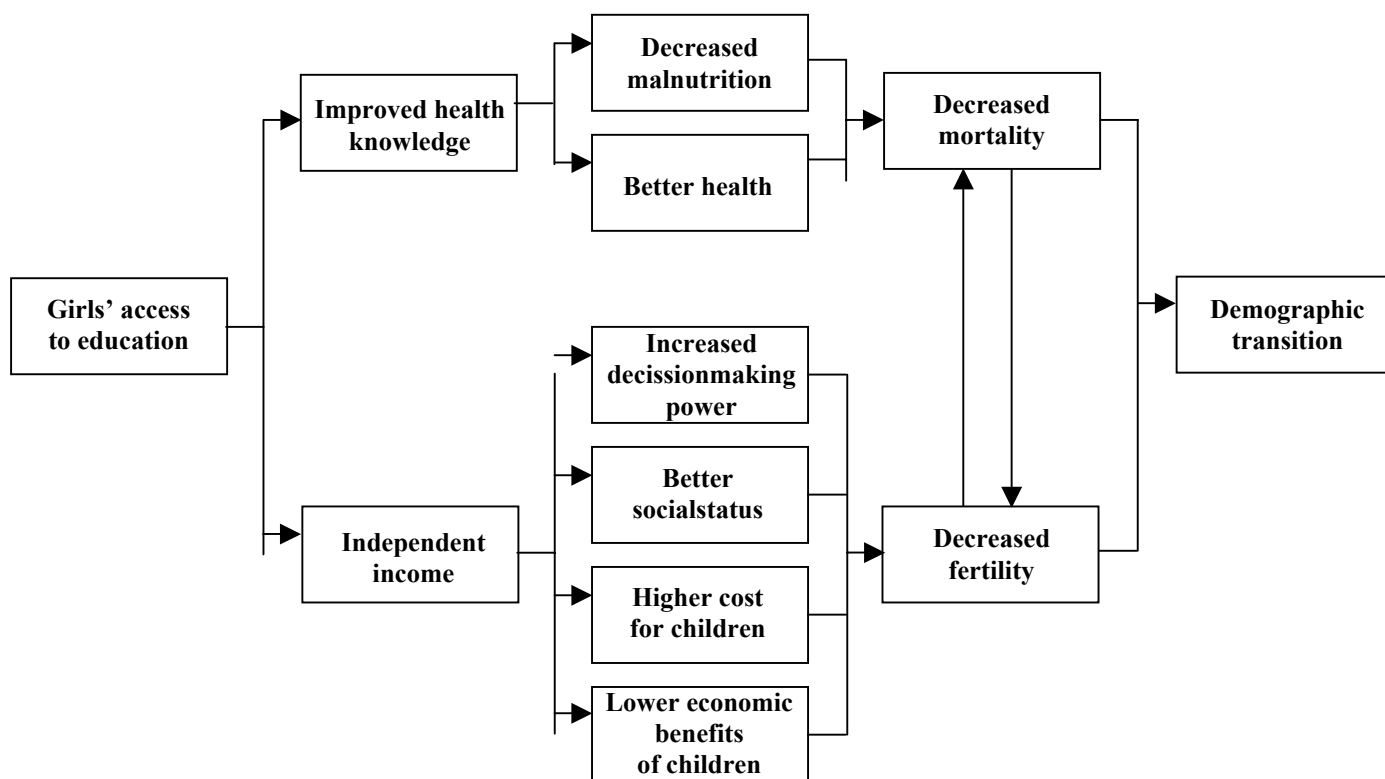 Decreased
malnutrition
Improved health
knowledge
Decreased
mortality
Better health
Girls’ access
to education
Demographic
transition
Increased
decissionmaking
power
Better
socialstatus
Independent
income
Decreased
fertility
Higher cost
for children
Lower economic
benefits
of children